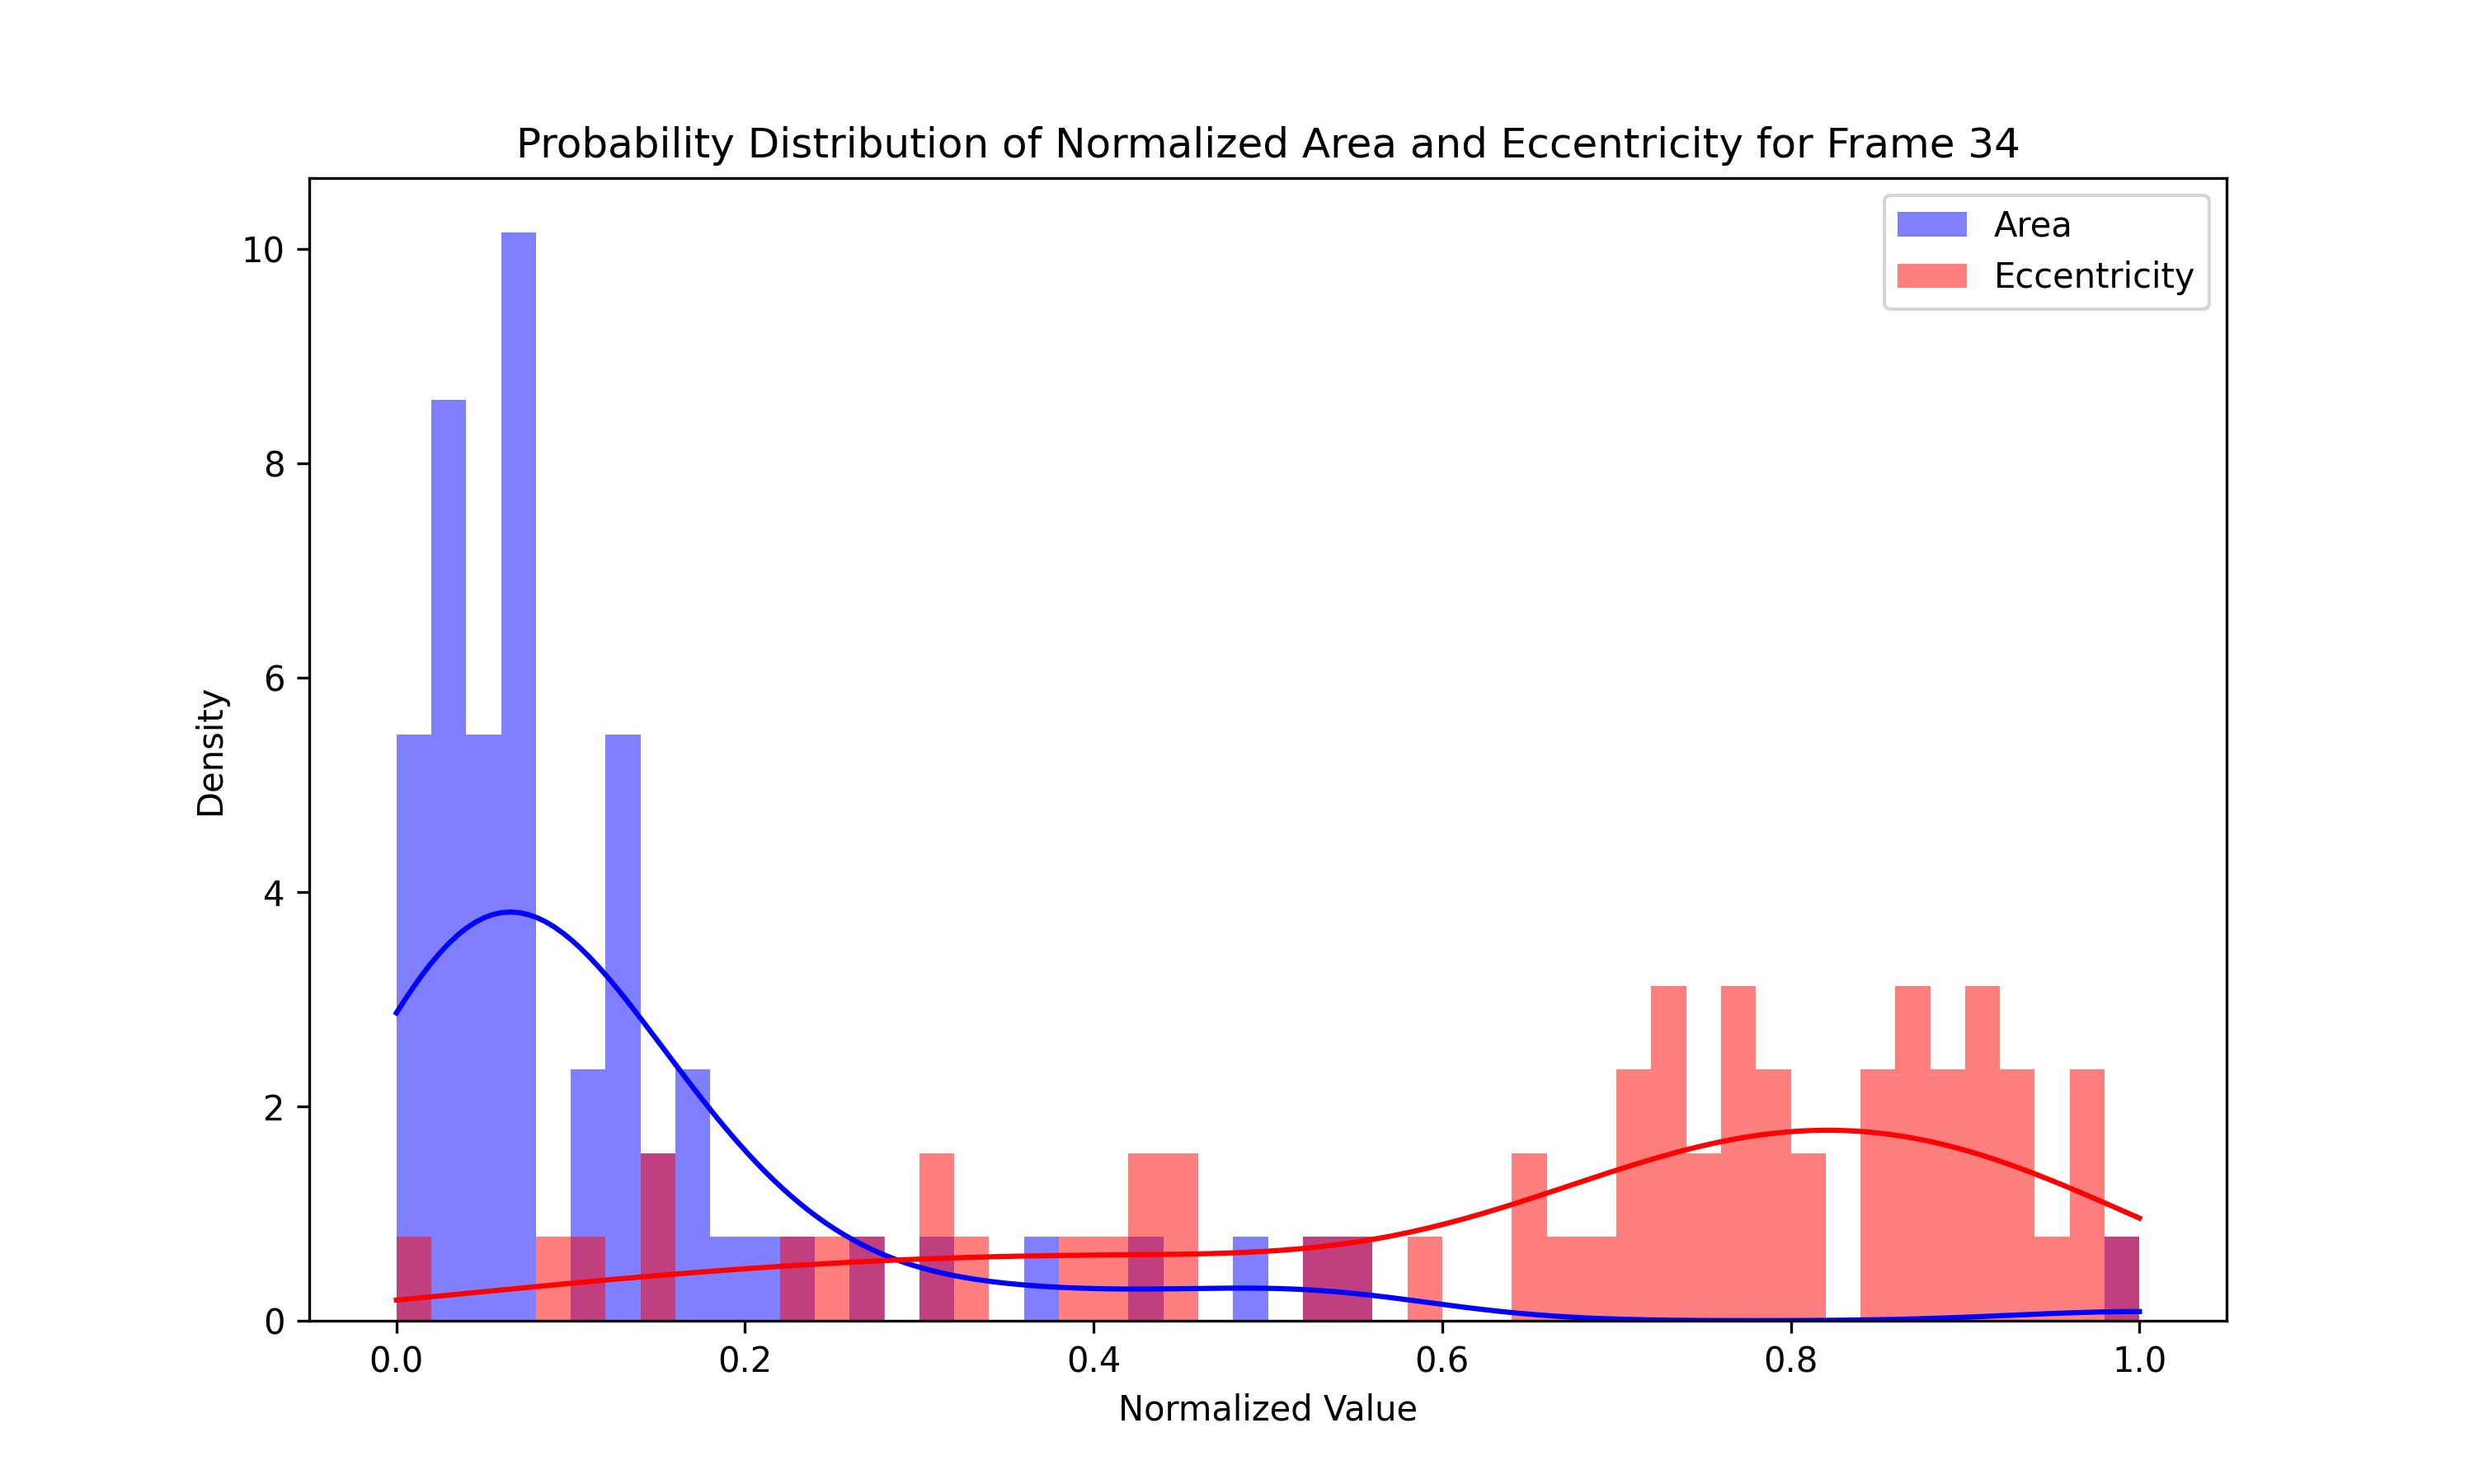 Probability Distribution of Normalized Area and Eccentricity for Frame 34
Area
Eccentricity
10
8
6
4
2
0
Density
0.0 0.2 0.4 0.6 0.8 1.0
Normalized Value